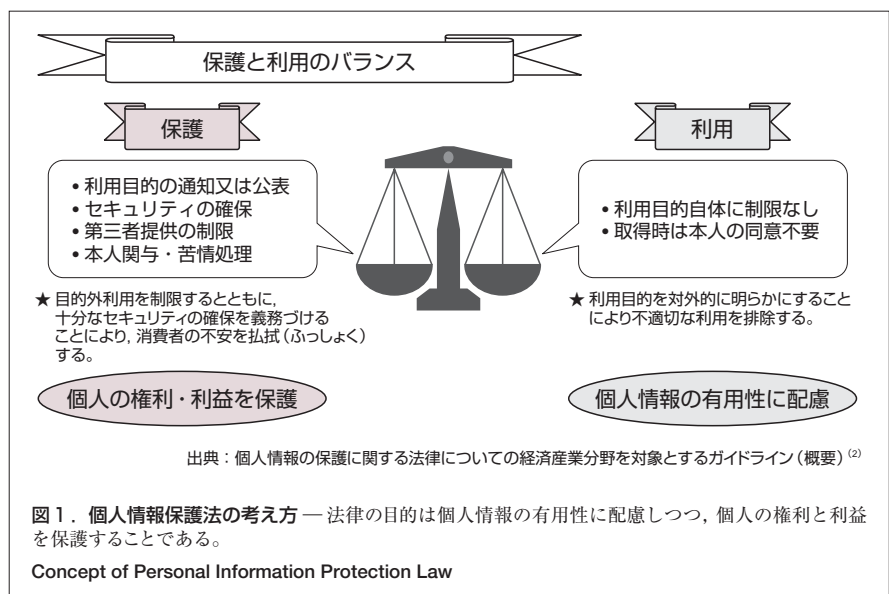 保護と利用のバランス
保護
• 利用目的の通知又は公表
• セキュリティの確保
• 第三者提供の制限
• 本人関与・苦情処理
★ 目的外利用を制限するとともに,
十分なセキュリティの確保を義務づける
ことにより, 消費者の不安を払拭（ふっしょく）
する。
個人の権利・利益を保護
利用
• 利用目的自体に制限なし
• 取得時は本人の同意不要
★ 利用目的を対外的に明らかにすること
により不適切な利用を排除する。
個人情報の有用性に配慮
出典：個人情報の保護に関する法律についての経済産業分野を対象とするガイドライン（概要）(2)
図1．個人情報保護法の考え方 — 法律の目的は個人情報の有用性に配慮しつつ, 個人の権利と利益
を保護することである。
Concept of Personal Information Protection Law